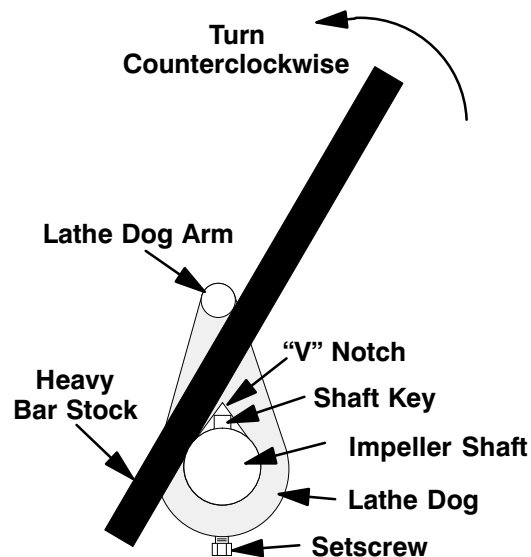 Turn
Counterclockwise
Lathe Dog Arm
“V” Notch
Heavy
Bar Stock
Shaft Key
Impeller Shaft
Lathe Dog
Setscrew